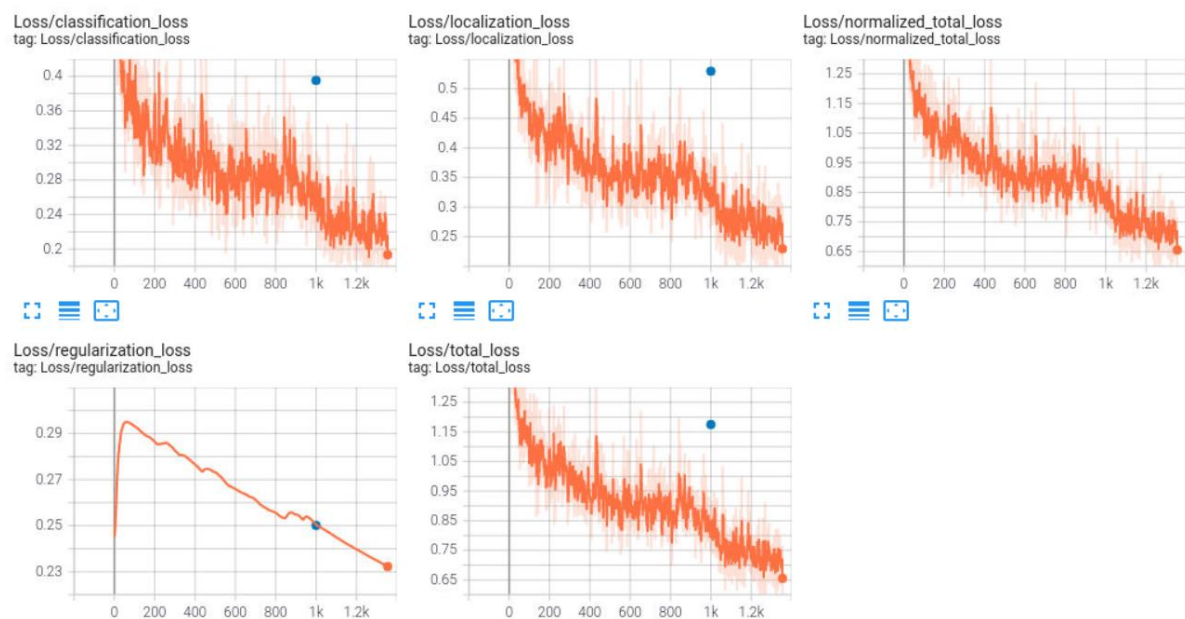 Loss/classification_loss
tag: Loss/classification_loss
0.4
0.36
0.32
0.28
0.24
0.2
0 200 400 600 800 1k 1.2k
Loss/localization_loss
tag: Loss/localization_loss
0.5
0.45
0.4
0.35
0.3
0.25
0 200 400 600 800 1k 1.2k
Loss/normalized_total_loss
tag: Loss/normalized_total_loss
1.25
1.15
1.05
0.95
0.85
0.75
0.65
0 200 400 600 800 1k 1.2k
Loss/regularization_loss
tag: Loss/regularization_loss
0.29
0.27
0.25
0.23
0 200 400 600 800 1k 1.2k
Loss/total_loss
tag: Loss/total_loss
1.25
1.15
1.05
0.95
0.85
0.75
0.65
0 200 400 600 800 1k 1.2k